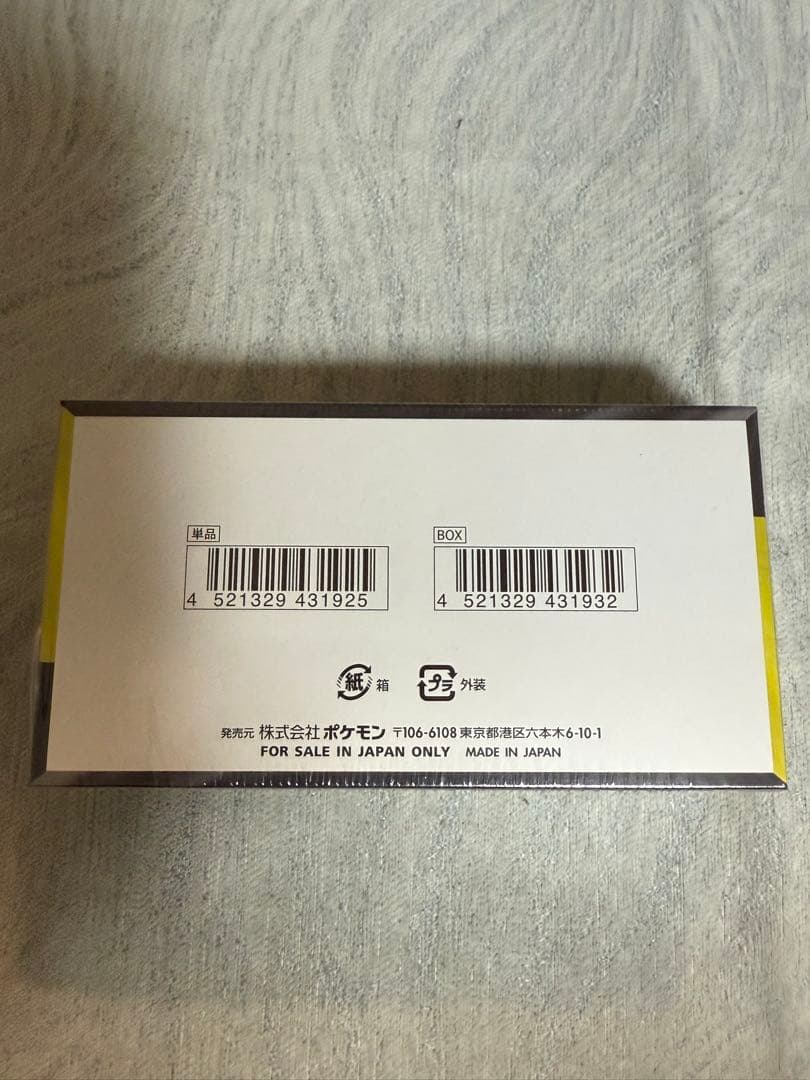 単品
4 521329 431925
BOX
4 521329 431932
紙 箱
プラ 外装
発売元 株式会社 ポケモン 〒106-6108 東京都港区六本木6-10-1
FOR SALE IN JAPAN ONLY MADE IN JAPAN